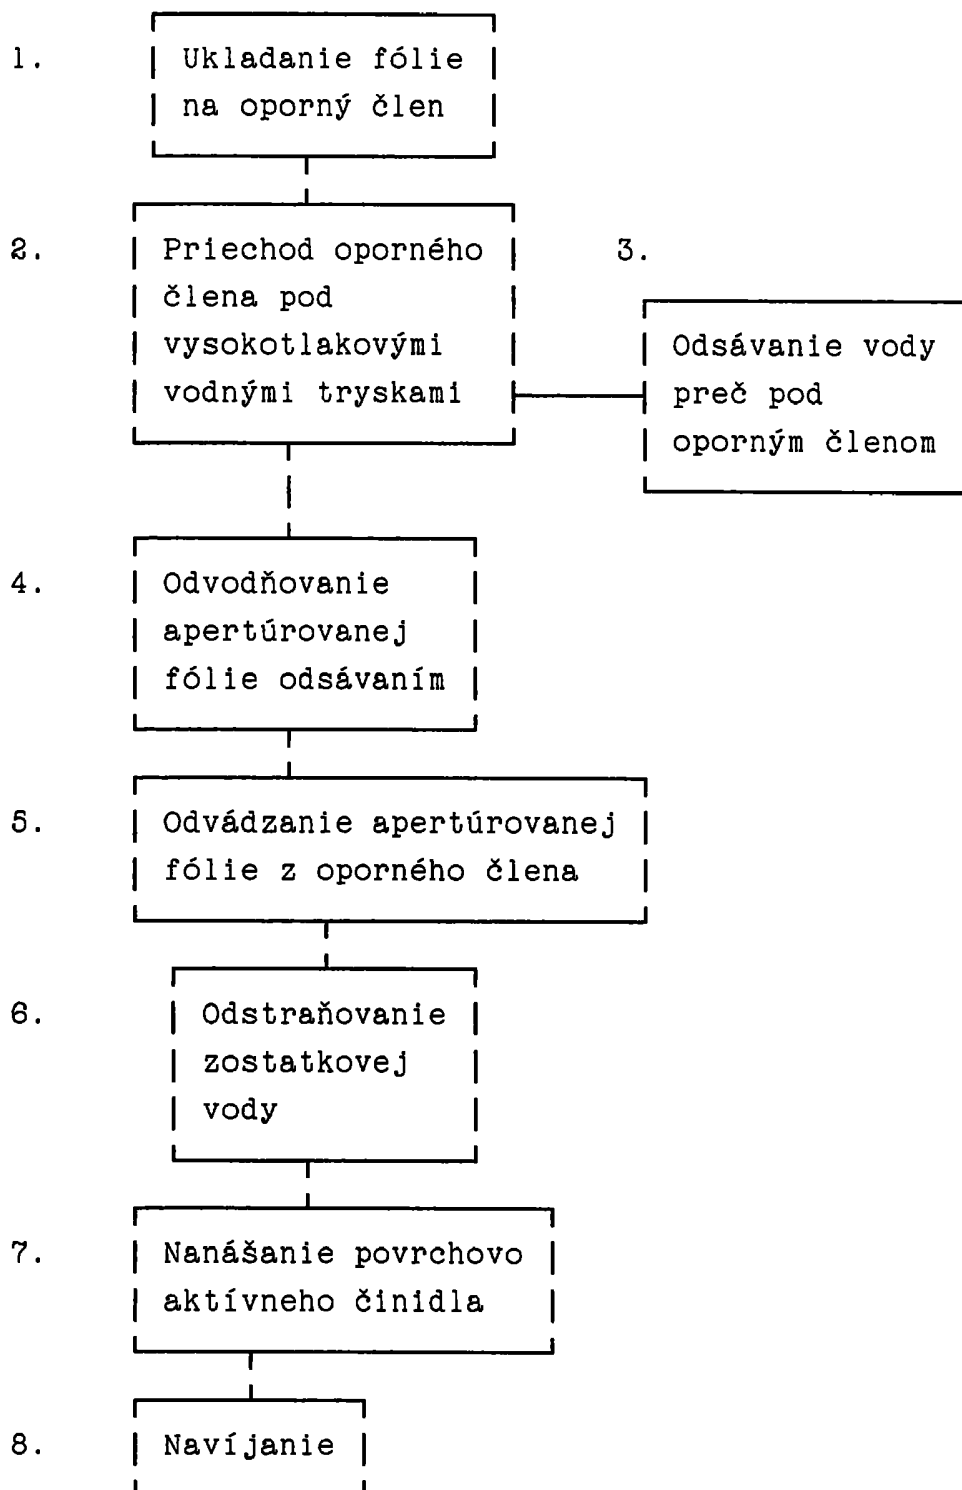 1. Ukladanie fólie
na oporný člen
2. Priechod oporného
člena pod
vysokotlakovými
vodnými tryskami
3.
Odsávanie vody
preč pod
oporným členom
4. Odvodňovanie
apertúrovanej
fólie odsávaním
5. Odvádzanie apertúrovanej
fólie z oporného člena
6. Odstraňovanie
zostatkovej
vody
7. Nanášanie povrchovo
aktívneho činidla
8. Navíjanie